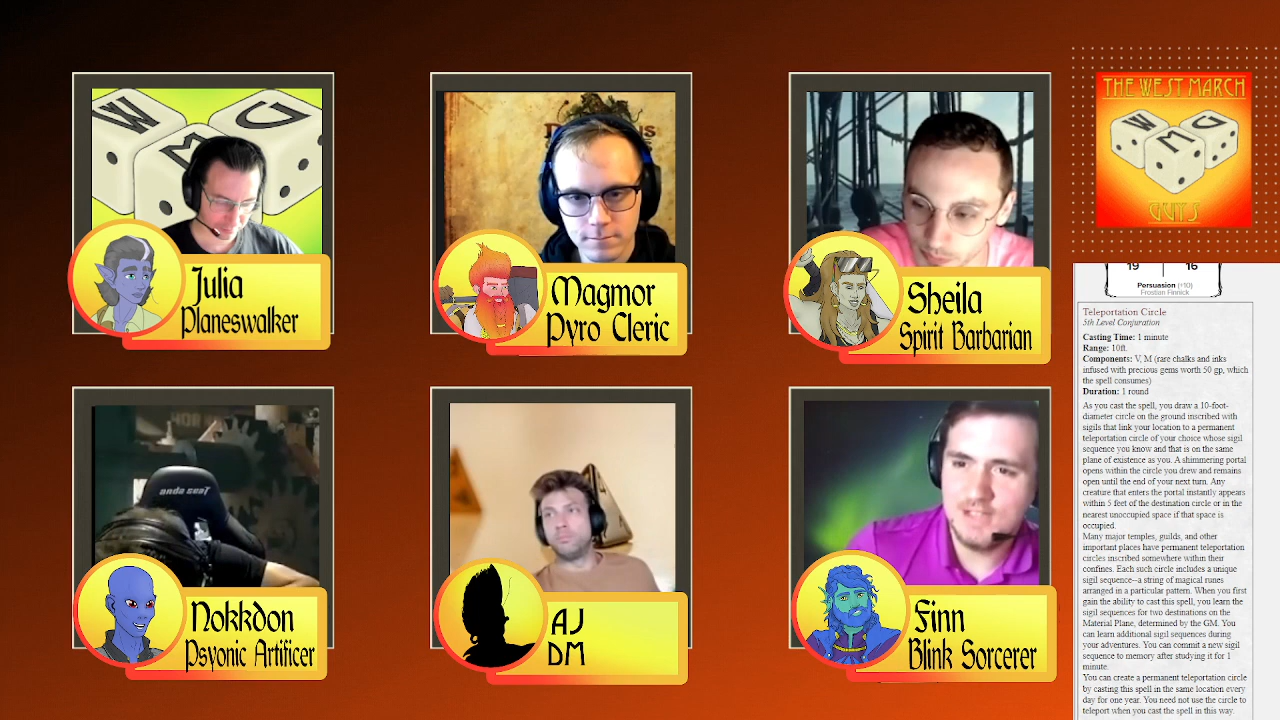 W
G
M
Julia
Planeswalker
Magmor
Pyro Cleric
Sheila
Spirit Barbarian
THE WEST MARCH
W
M
G
GUYS
anda seaT
Nokkdon
Psyonic Artificer
AJ
DM
Finn
Blink Sorcerer
19 16
Persuasion (+10)
Frostian Finnick
Teleportation Circle
5th Level Conjuration
Casting Time: 1 minute
Range: 10ft.
Components: V, M (rare chalks and inks
infused with precious gems worth 50 gp, which
the spell consumes)
Duration: 1 round
As you cast the spell, you draw a 10-foot-
diameter circle on the ground inscribed with
sigils that link your location to a permanent
teleportation circle of your choice whose sigil
sequence you know and that is on the same
plane of existence as you. A shimmering portal
opens within the circle you drew and remains
open until the end of your next turn. Any
creature that enters the portal instantly appears
within 5 feet of the destination circle or in the
nearest unoccupied space if that space is
occupied.
Many major temples, guilds, and other
important places have permanent teleportation
circles inscribed somewhere within their
confines. Each such circle includes a unique
sigil sequence--a string of magical runes
arranged in a particular pattern. When you first
gain the ability to cast this spell, you learn the
sigil sequences for two destinations on the
Material Plane, determined by the GM. You
can learn additional sigil sequences during
your adventures. You can commit a new sigil
sequence to memory after studying it for 1
minute.
You can create a permanent teleportation circle
by casting this spell in the same location every
day for one year. You need not use the circle to
teleport when you cast the spell in this way.